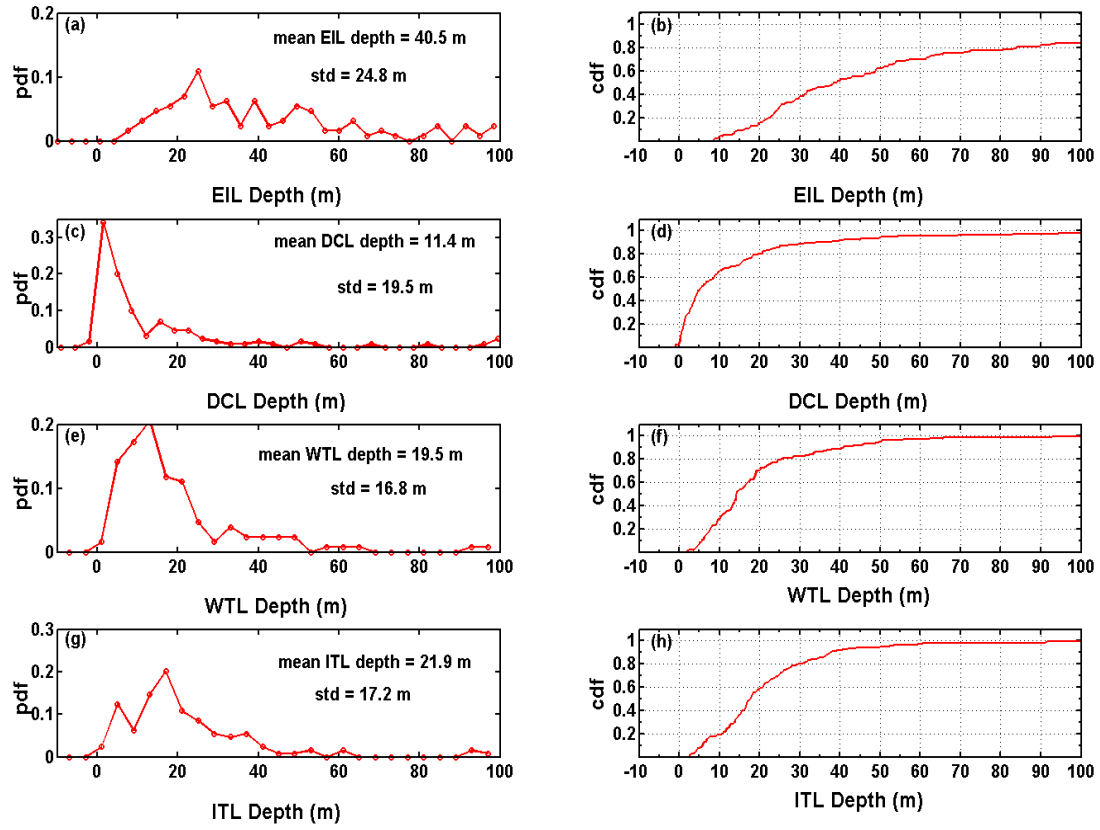 (a)
mean EIL depth = 40.5 m
std = 24.8 m
pdf
0.2
0.1
0
0 20 40 60 80 100
EIL Depth (m)
(b)
cdf
1
0.8
0.6
0.4
0.2
-10 0 10 20 30 40 50 60 70 80 90 100
EIL Depth (m)
(c)
mean DCL depth = 11.4 m
std = 19.5 m
pdf
0.3
0.2
0.1
0
0 20 40 60 80 100
DCL Depth (m)
(d)
cdf
1
0.8
0.6
0.4
0.2
-10 0 10 20 30 40 50 60 70 80 90 100
DCL Depth (m)
(e)
mean WTL depth = 19.5 m
std = 16.8 m
pdf
0.2
0.1
0
0 20 40 60 80 100
WTL Depth (m)
(f)
cdf
1
0.8
0.6
0.4
0.2
-10 0 10 20 30 40 50 60 70 80 90 100
WTL Depth (m)
(g)
mean ITL depth = 21.9 m
std = 17.2 m
pdf
0.3
0.2
0.1
0
0 20 40 60 80 100
ITL Depth (m)
(h)
cdf
1
0.8
0.6
0.4
0.2
-10 0 10 20 30 40 50 60 70 80 90 100
ITL Depth (m)